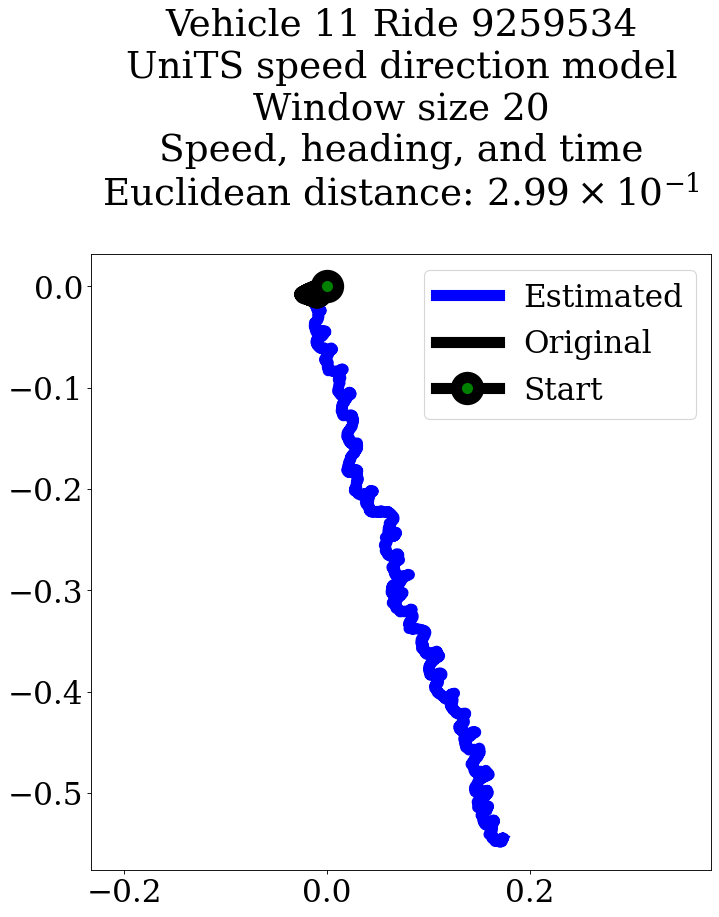 Vehicle 11 Ride 9259534
UniTS speed direction model
Window size 20
Speed, heading, and time
Euclidean distance: 2.99 × 10⁻¹
Estimated
Original
Start
0.0
−0.1
−0.2
−0.3
−0.4
−0.5
−0.2
0.0
0.2